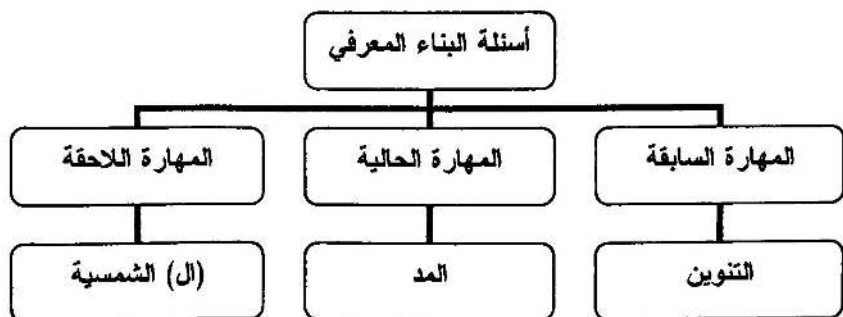 أسئلة البناء المعرفي
المهارة السابقة
المهارة الحالية
المهارة اللاحقة
التنوين
المد
(ال) الشمسية